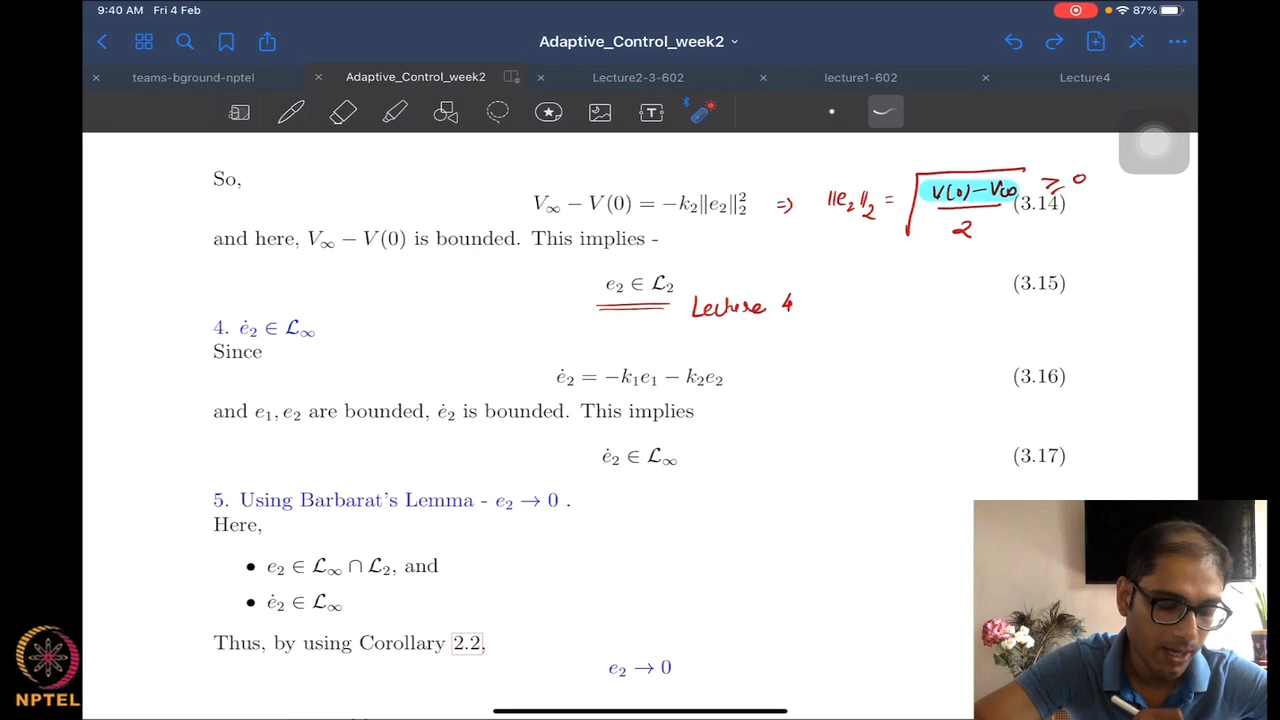 9:40 AM Fri 4 Feb
87%
Adaptive_Control_week2
teams-bground-nptel
Adaptive_Control_week2
Lecture2-3-602
lecture1-602
Lecture4
So,
V∞ − V(0) = −k₂‖e₂‖₂² ⇒ ‖e₂‖₂ = √((V(0) − V∞)/2) ≥ 0 (3.14)
and here, V∞ − V(0) is bounded. This implies -
e₂ ∈ ℒ₂ (3.15)
Lecture 4
4. ė₂ ∈ ℒ∞
Since
ė₂ = −k₁e₁ − k₂e₂ (3.16)
and e₁, e₂ are bounded, ė₂ is bounded. This implies
ė₂ ∈ ℒ∞ (3.17)
5. Using Barbarat's Lemma - e₂ → 0 .
Here,
• e₂ ∈ ℒ∞ ∩ ℒ₂, and
• ė₂ ∈ ℒ∞
Thus, by using Corollary 2.2,
e₂ → 0
NPTEL